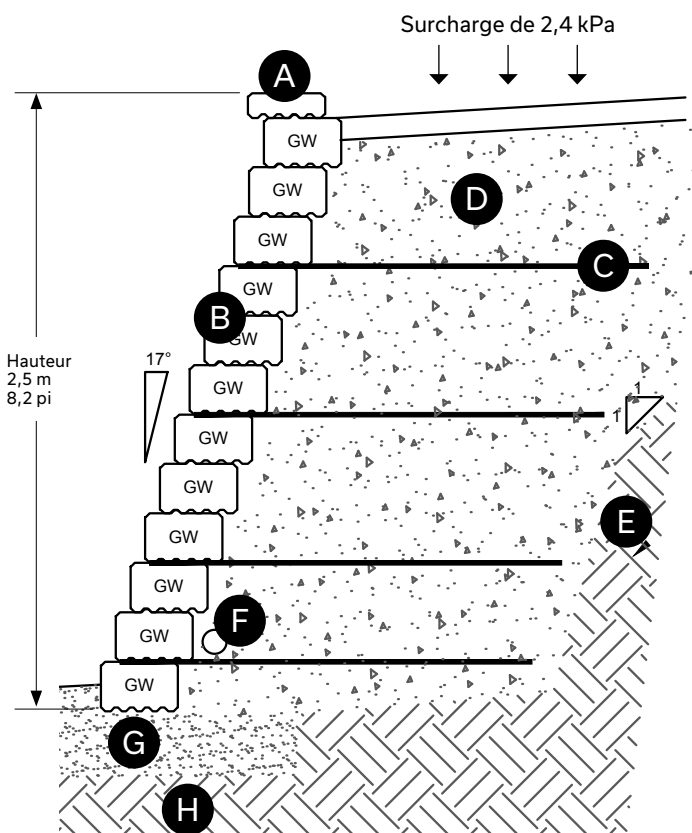 Surcharge de 2,4 kPa
A
GW
GW
D
GW
C
GW
B
GW
Hauteur
2,5 m
8,2 pi
17°
GW
1
1
GW
GW
E
GW
GW
F
GW
GW
G
H